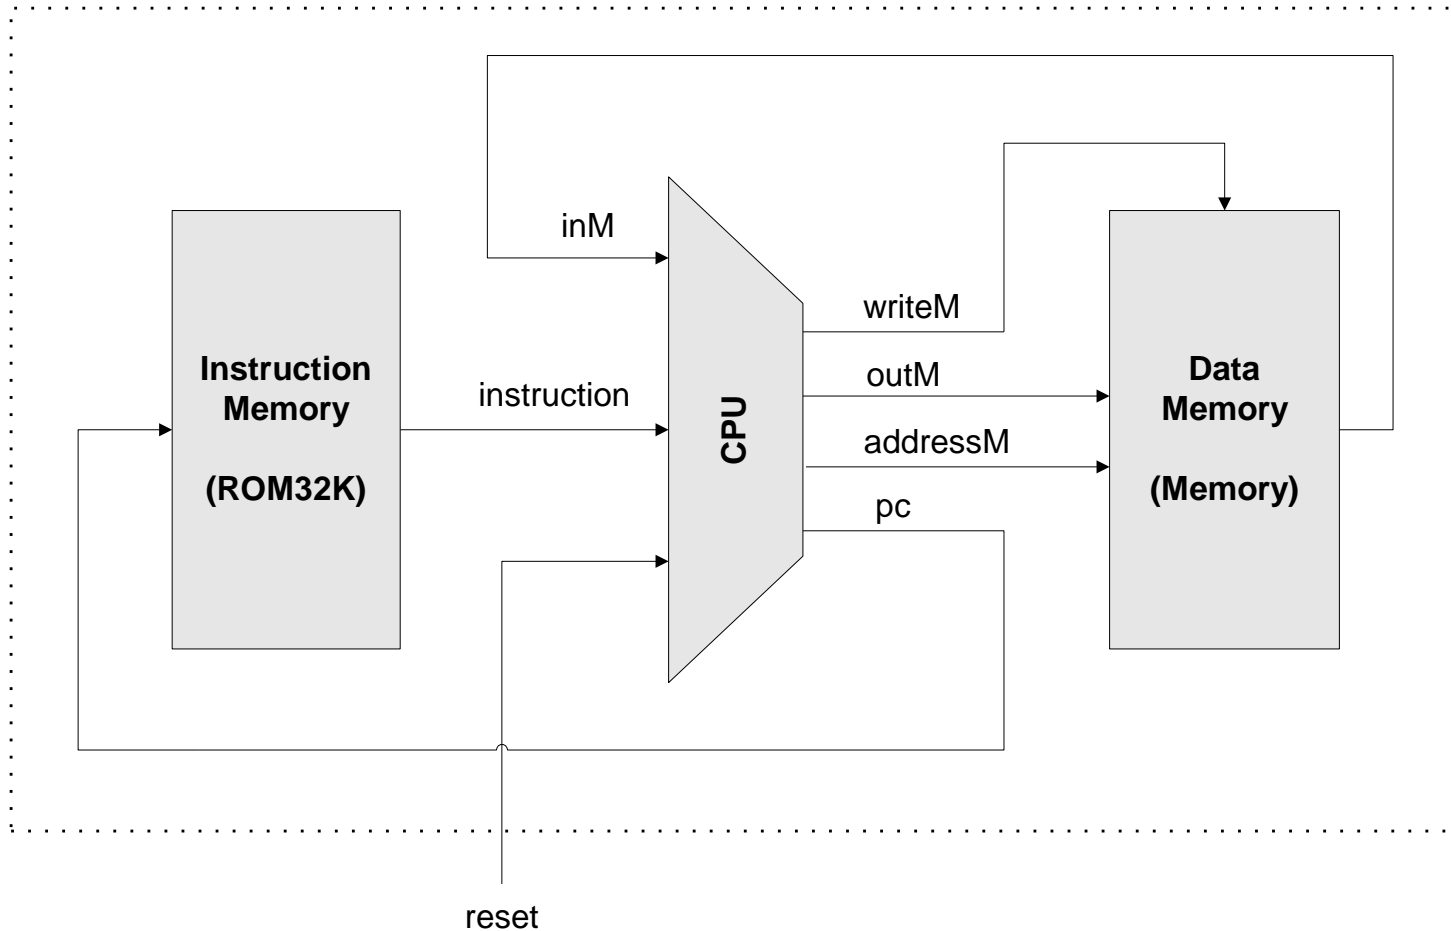 inM
writeM
Instruction
Memory
(ROM32K)
instruction
CPU
outM
addressM
pc
Data
Memory
(Memory)
reset